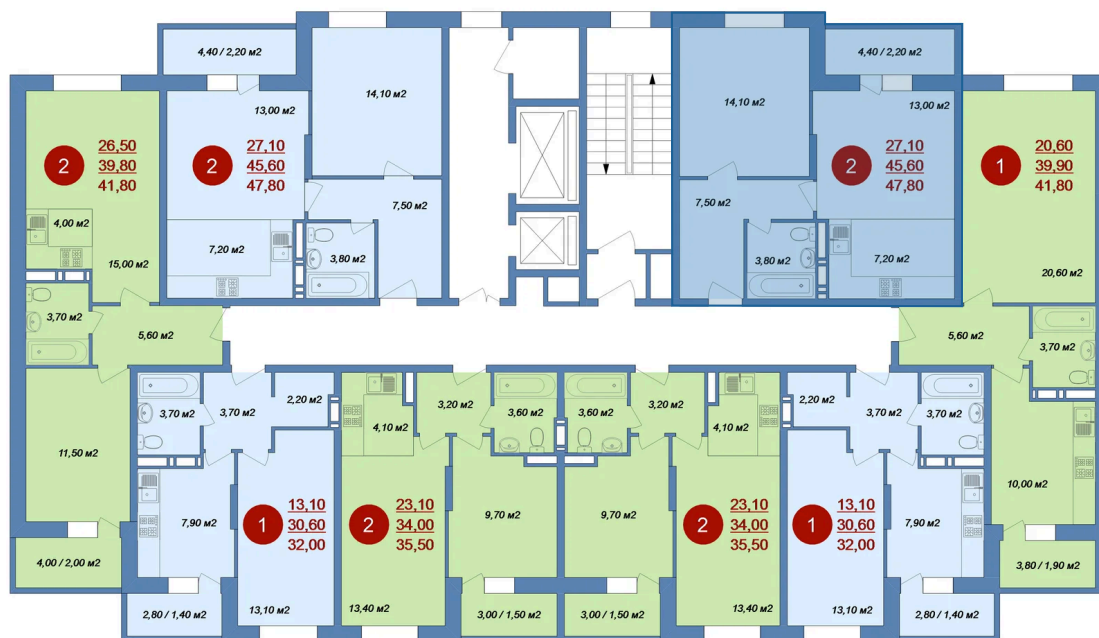 4,40 / 2,20 м2
14,10 м2
13,00 м2
2
26,50
39,80
41,80
4,00 м2
15,00 м2
2
27,10
45,60
47,80
7,20 м2
7,50 м2
3,80 м2
3,70 м2
5,60 м2
11,50 м2
4,00 / 2,00 м2
4,40 / 2,20 м2
14,10 м2
13,00 м2
2
27,10
45,60
47,80
7,50 м2
3,80 м2
7,20 м2
1
20,60
39,90
41,80
20,60 м2
5,60 м2
3,70 м2
10,00 м2
3,80 / 1,90 м2
3,70 м2
3,70 м2
2,20 м2
7,90 м2
1
13,10
30,60
32,00
13,10 м2
2,80 / 1,40 м2
4,10 м2
3,20 м2
3,60 м2
2
23,10
34,00
35,50
9,70 м2
13,40 м2
3,00 / 1,50 м2
3,60 м2
3,20 м2
4,10 м2
9,70 м2
2
23,10
34,00
35,50
3,00 / 1,50 м2
13,40 м2
2,20 м2
3,70 м2
3,70 м2
1
13,10
30,60
32,00
7,90 м2
13,10 м2
2,80 / 1,40 м2